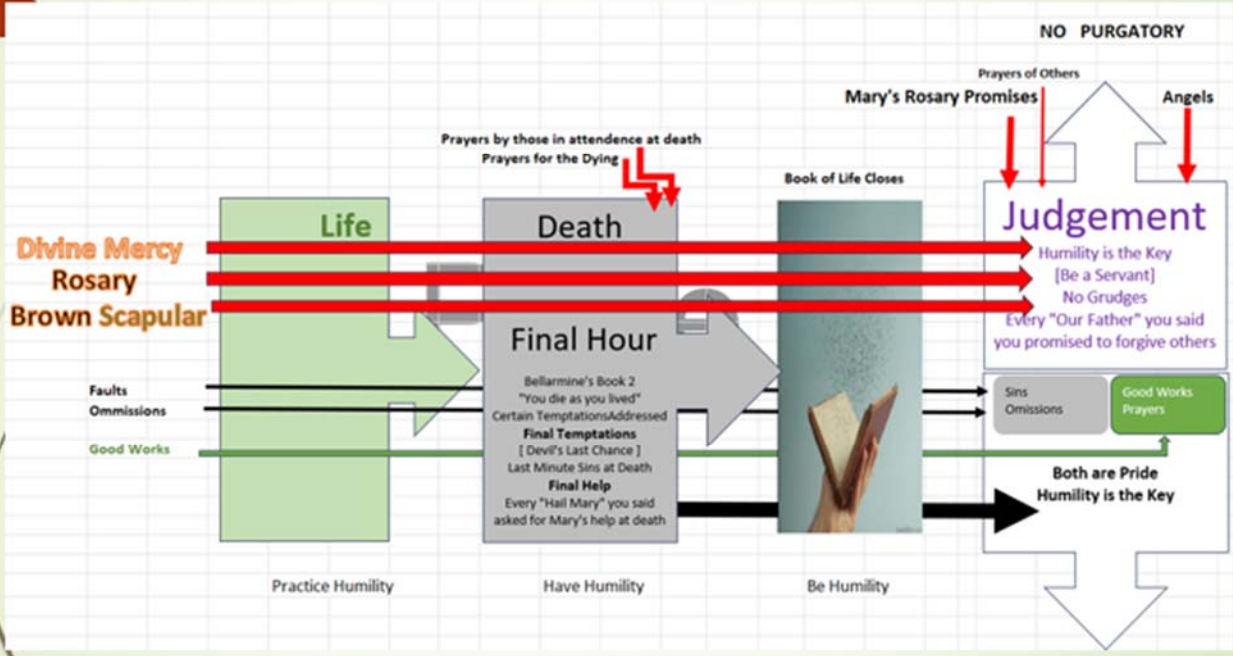 NO PURGATORY
Prayers of Others
Mary's Rosary Promises
Angels
Prayers by those in attendence at death
Prayers for the Dying
Book of Life Closes
Life
Death
Judgement
Divine Mercy
Rosary
Brown Scapular
Humility is the Key
[Be a Servant]
No Grudges
Every "Our Father" you said
you promised to forgive others
Final Hour
Bellarmine's Book 2
"You die as you lived"
Certain TemptationsAddressed
Final Temptations
[ Devil's Last Chance ]
Last Minute Sins at Death
Final Help
Every "Hail Mary" you said
asked for Mary's help at death
Faults
Ommissions
Good Works
Sins
Omissions
Good Works
Prayers
Both are Pride
Humility is the Key
Practice Humility
Have Humility
Be Humility